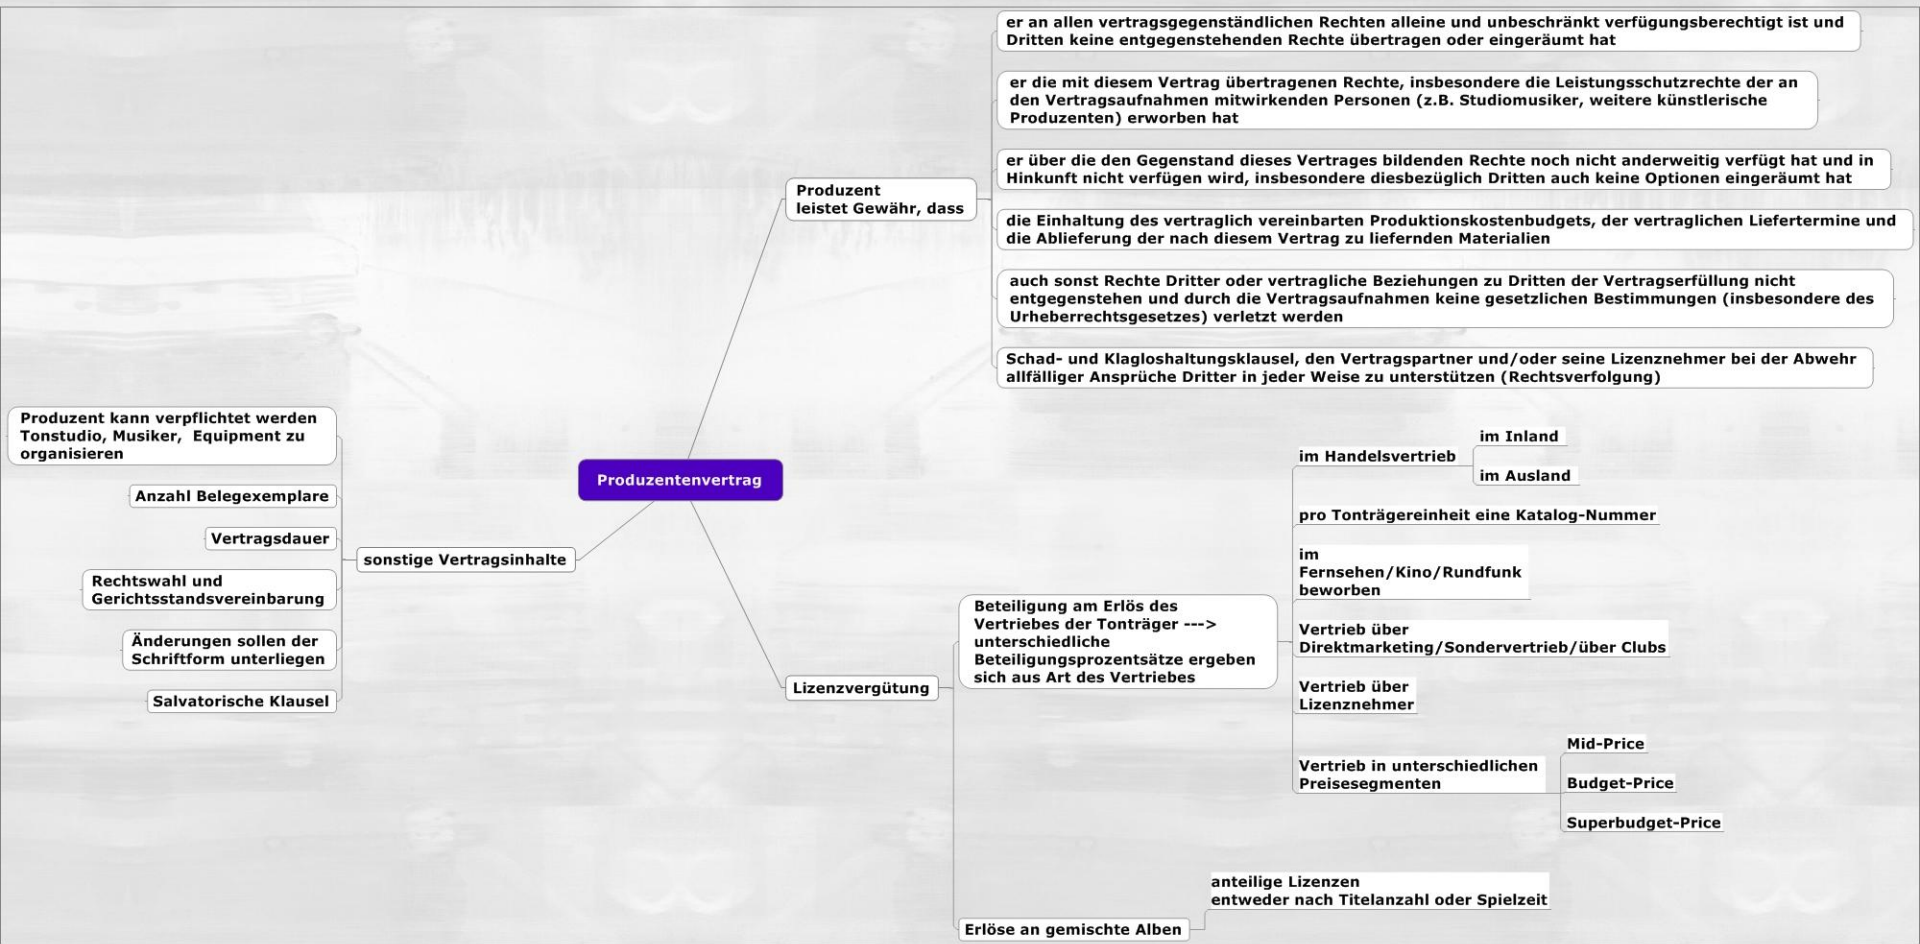 er an allen vertragsgegenständlichen Rechten alleine und unbeschränkt verfügungsberechtigt ist und
Dritten keine entgegenstehenden Rechte übertragen oder eingeräumt hat
er die mit diesem Vertrag übertragenen Rechte, insbesondere die Leistungsschutzrechte der an
den Vertragsaufnahmen mitwirkenden Personen (z.B. Studiomusiker, weitere künstlerische
Produzenten) erworben hat
er über die den Gegenstand dieses Vertrages bildenden Rechte noch nicht anderweitig verfügt hat und in
Hinkunft nicht verfügen wird, insbesondere diesbezüglich Dritten auch keine Optionen eingeräumt hat
Produzent
leistet Gewähr, dass
die Einhaltung des vertraglich vereinbarten Produktionskostenbudgets, der vertraglichen Liefertermine und
die Ablieferung der nach diesem Vertrag zu liefernden Materialien
auch sonst Rechte Dritter oder vertragliche Beziehungen zu Dritten der Vertragserfüllung nicht
entgegenstehen und durch die Vertragsaufnahmen keine gesetzlichen Bestimmungen (insbesondere des
Urheberrechtsgesetzes) verletzt werden
Schad- und Klagloshaltungsklausel, den Vertragspartner und/oder seine Lizenznehmer bei der Abwehr
allfälliger Ansprüche Dritter in jeder Weise zu unterstützen (Rechtsverfolgung)
Produzent kann verpflichtet werden
Tonstudio, Musiker,  Equipment zu
organisieren
Anzahl Belegexemplare
Vertragsdauer
Rechtswahl und
Gerichtsstandsvereinbarung
Änderungen sollen der
Schriftform unterliegen
Salvatorische Klausel
sonstige Vertragsinhalte
Produzentenvertrag
Lizenzvergütung
Beteiligung am Erlös des
Vertriebes der Tonträger --->
unterschiedliche
Beteiligungsprozentsätze ergeben
sich aus Art des Vertriebes
im Handelsvertrieb
im Inland
im Ausland
pro Tonträgereinheit eine Katalog-Nummer
im
Fernsehen/Kino/Rundfunk
beworben
Vertrieb über
Direktmarketing/Sondervertrieb/über Clubs
Vertrieb über
Lizenznehmer
Vertrieb in unterschiedlichen
Preisesegmenten
Mid-Price
Budget-Price
Superbudget-Price
Erlöse an gemischte Alben
anteilige Lizenzen
entweder nach Titelanzahl oder Spielzeit